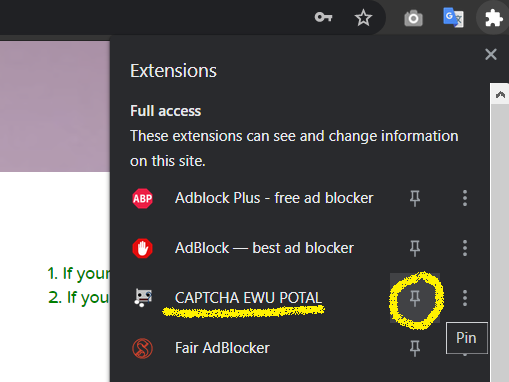 Extensions
Full access
These extensions can see and change information
on this site.
ABP Adblock Plus - free ad blocker
AdBlock — best ad blocker
1. If your
CAPTCHA EWU POTAL
2. If you
Pin
Fair AdBlocker